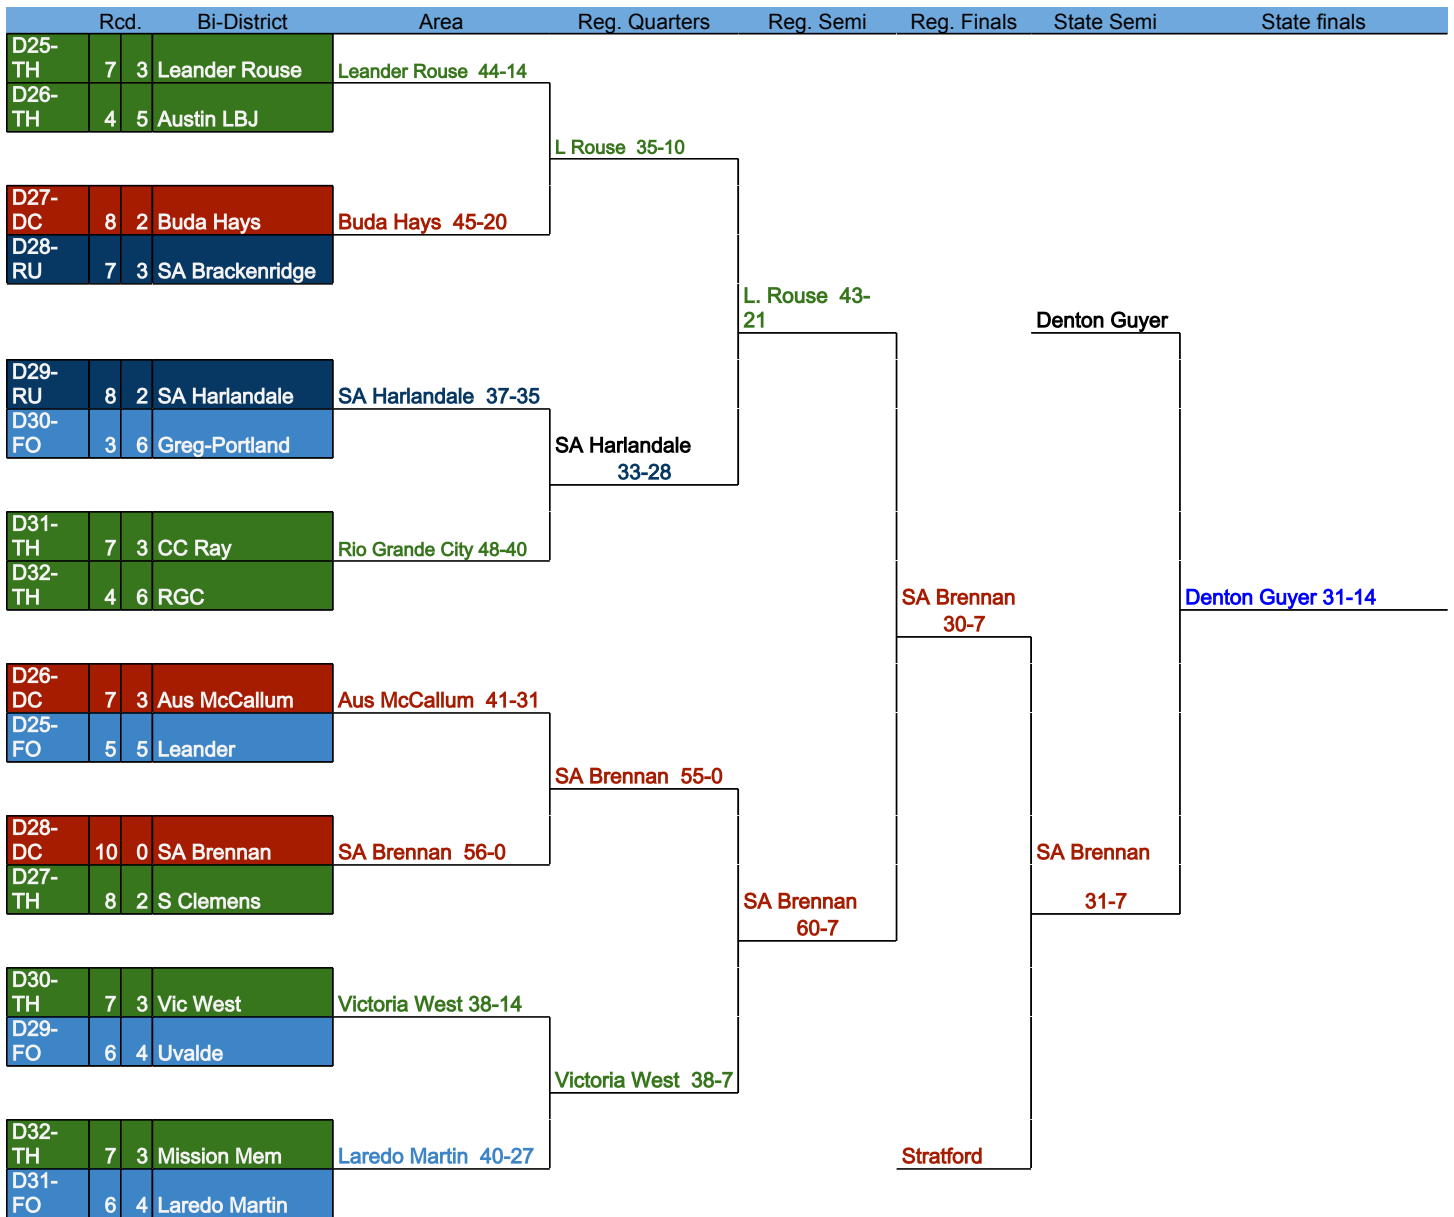 Rcd. Bi-District Area Reg. Quarters Reg. Semi Reg. Finals State Semi State finals
D25-
TH 7 3 Leander Rouse Leander Rouse 44-14
D26-
TH 4 5 Austin LBJ
L Rouse 35-10
D27-
DC 8 2 Buda Hays Buda Hays 45-20
D28-
RU 7 3 SA Brackenridge
L. Rouse 43-
21 Denton Guyer
D29-
RU 8 2 SA Harlandale SA Harlandale 37-35
D30-
FO 3 6 Greg-Portland SA Harlandale
33-28
D31-
TH 7 3 CC Ray Rio Grande City 48-40
D32-
TH 4 6 RGC SA Brennan Denton Guyer 31-14
30-7
D26-
DC 7 3 Aus McCallum Aus McCallum 41-31
D25-
FO 5 5 Leander
SA Brennan 55-0
D28-
DC 10 0 SA Brennan SA Brennan 56-0 SA Brennan
D27-
TH 8 2 S Clemens SA Brennan 31-7
60-7
D30-
TH 7 3 Vic West Victoria West 38-14
D29-
FO 6 4 Uvalde
Victoria West 38-7
D32-
TH 7 3 Mission Mem Laredo Martin 40-27 Stratford
D31-
FO 6 4 Laredo Martin